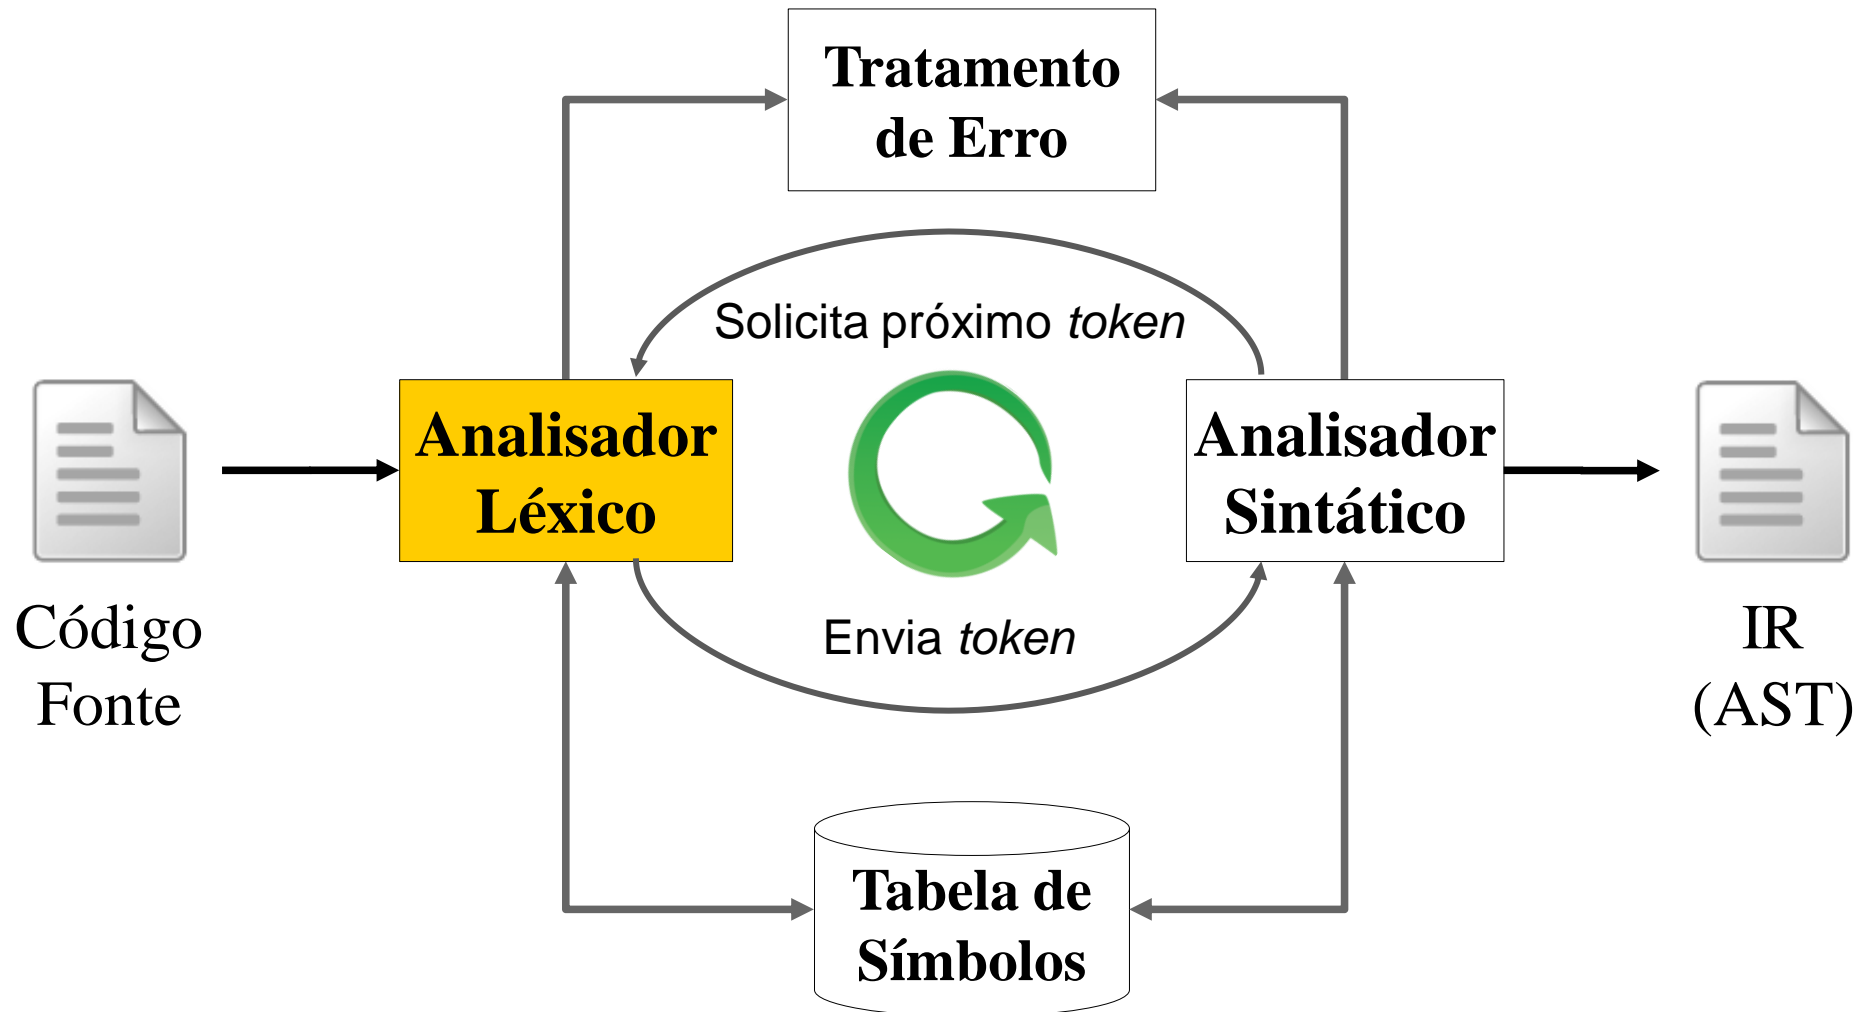 Tratamento
de Erro
Solicita próximo token
Analisador
Léxico
Analisador
Sintático
Código
Fonte
Envia token
IR
(AST)
Tabela de
Símbolos